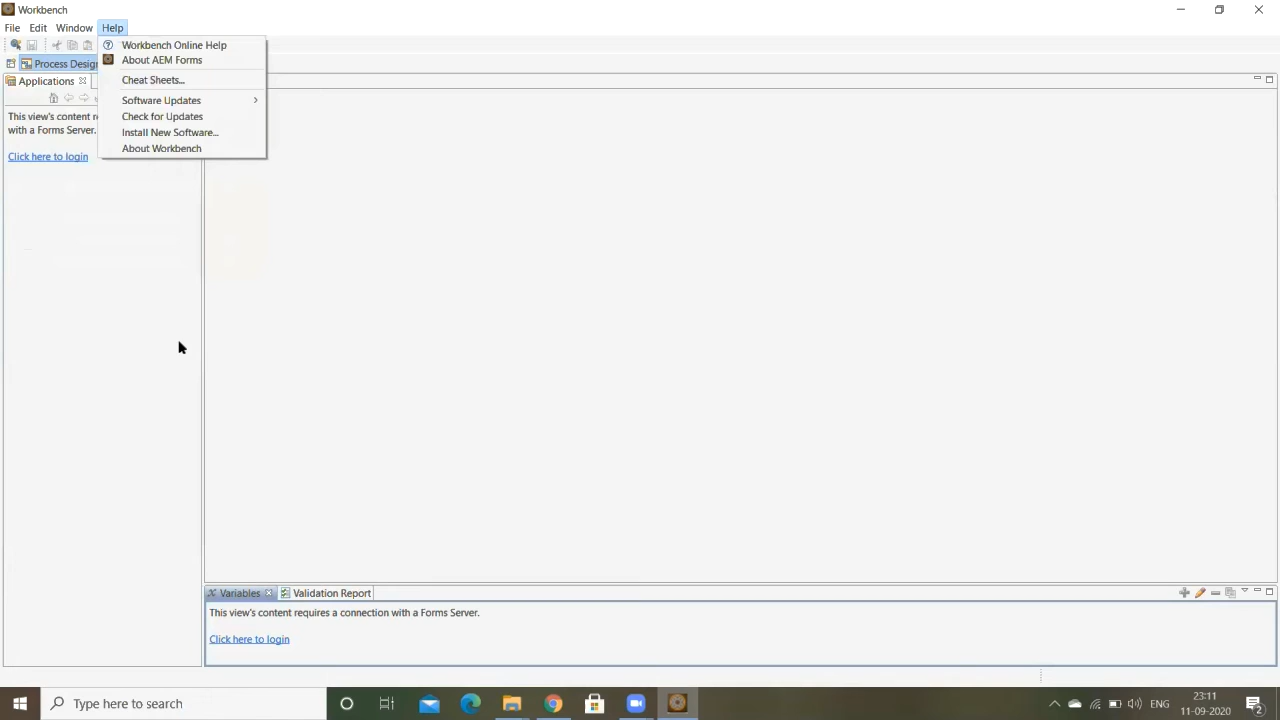 Workbench
File Edit Window Help
Workbench Online Help
About AEM Forms
Cheat Sheets...
Software Updates
Check for Updates
Install New Software...
About Workbench
Process Desig
Applications
This view's content r
with a Forms Server.
Click here to login
Variables Validation Report
This view's content requires a connection with a Forms Server.
Click here to login
Type here to search
ENG
23:11
11-09-2020
2